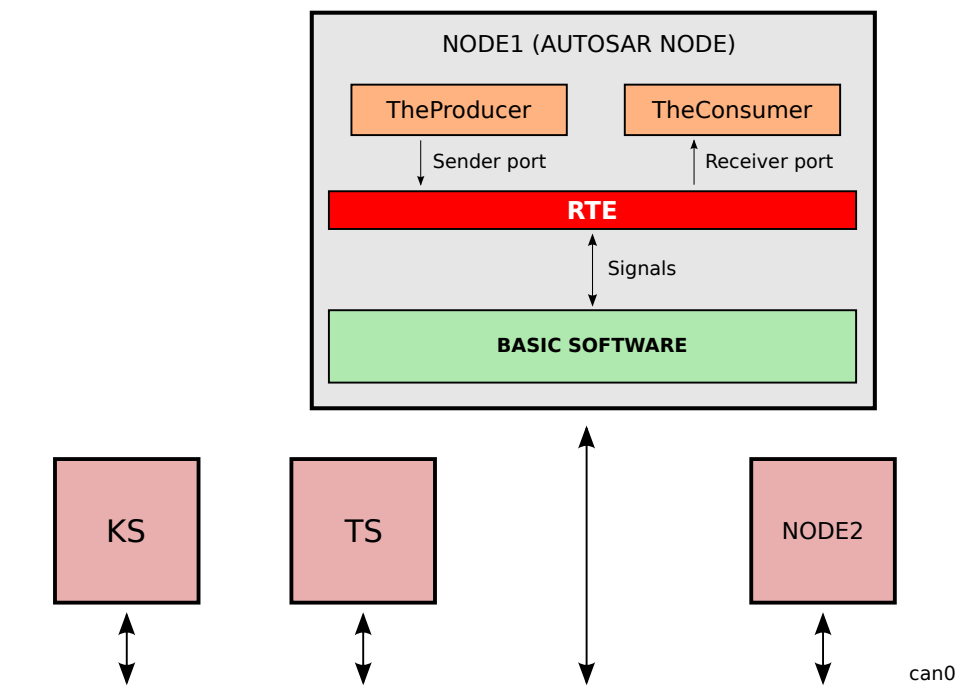 NODE1 (AUTOSAR NODE)
TheProducer
TheConsumer
Sender port
Receiver port
RTE
Signals
BASIC SOFTWARE
KS
TS
NODE2
can0